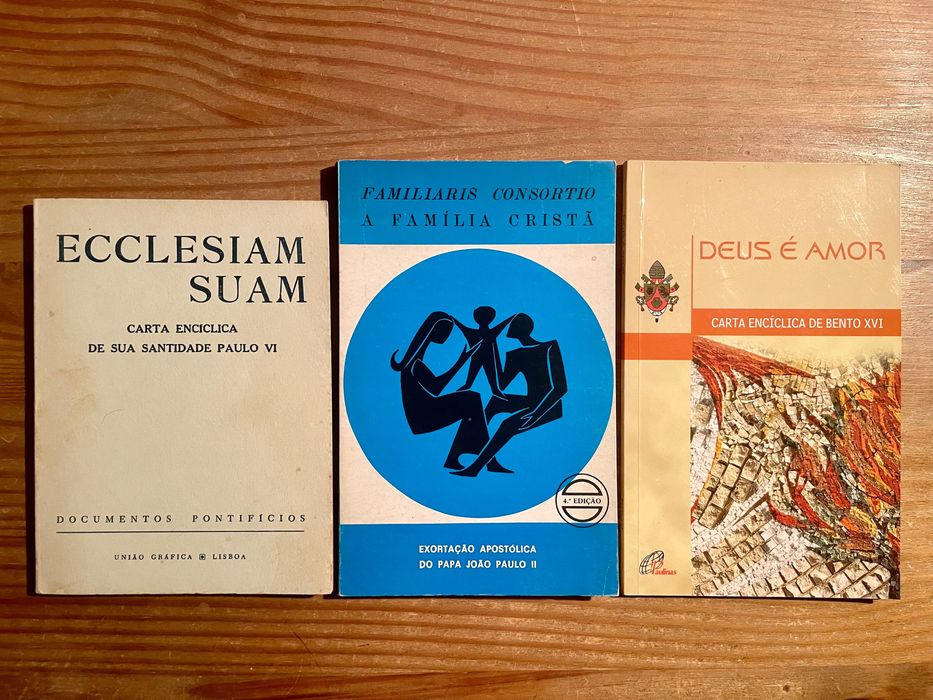 ECCLESIAM
SUAM
CARTA ENCICLICA
DE SUA SANTIDADE PAULO VI
DOCUMENTOS PONTIFÍCIOS
UNIÃO GRÁFICA LISBOA
FAMILIARIS CONSORTIO
A FAMÍLIA CRISTÃ
4.ª EDIÇÃO
EXORTAÇÃO APOSTÓLICA
DO PAPA JOÃO PAULO II
DEUS É AMOR
CARTA ENCÍCLICA DE BENTO XVI
Paulinas